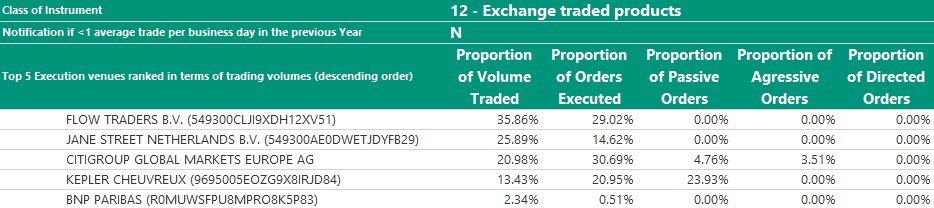 Class of Instrument 12 - Exchange traded products
Notification if <1 average trade per business day in the previous Year N
Top 5 Execution venues ranked in terms of trading volumes (descending order) Proportion of Volume Traded Proportion of Orders Executed Proportion of Passive Orders Proportion of Agressive Orders Proportion of Directed Orders
FLOW TRADERS B.V. (549300CLJI9XDH12XV51) 35.86% 29.02% 0.00% 0.00% 0.00%
JANE STREET NETHERLANDS B.V. (549300AE0DWETJDYFB29) 25.89% 14.62% 0.00% 0.00% 0.00%
CITIGROUP GLOBAL MARKETS EUROPE AG 20.98% 30.69% 4.76% 3.51% 0.00%
KEPLER CHEUVREUX (9695005EOZG9X8IRJD84) 13.43% 20.95% 23.93% 0.00% 0.00%
BNP PARIBAS (R0MUWSFPU8MPRO8K5P83) 2.34% 0.51% 0.00% 0.00% 0.00%